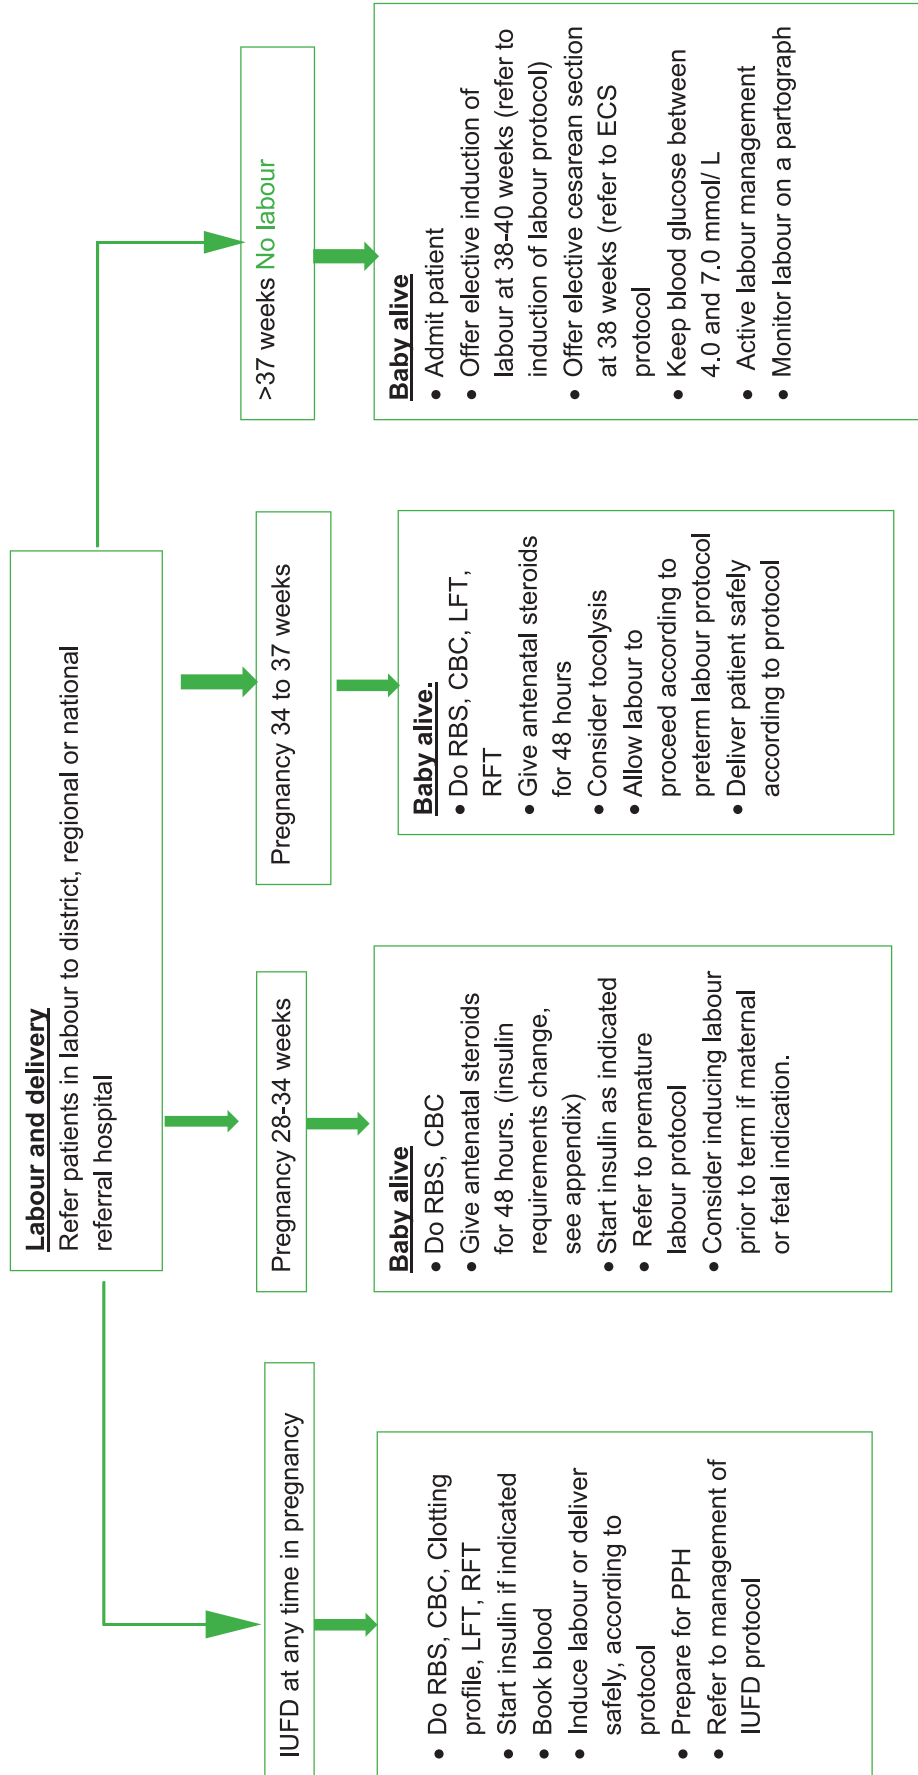 Labour and delivery
Refer patients in labour to district, regional or national
referral hospital
IUFD at any time in pregnancy
● Do RBS, CBC, Clotting
profile, LFT, RFT
● Start insulin if indicated
● Book blood
● Induce labour or deliver
safely, according to
protocol
● Prepare for PPH
● Refer to management of
IUFD protocol
Pregnancy 28-34 weeks
Baby alive
● Do RBS, CBC
● Give antenatal steroids
for 48 hours. (insulin
requirements change,
see appendix)
● Start insulin as indicated
● Refer to premature
labour protocol
● Consider inducing labour
prior to term if maternal
or fetal indication.
Pregnancy 34 to 37 weeks
Baby alive.
● Do RBS, CBC, LFT,
RFT
● Give antenatal steroids
for 48 hours
● Consider tocolysis
● Allow labour to
proceed according to
preterm labour protocol
● Deliver patient safely
according to protocol
>37 weeks No labour
Baby alive
● Admit patient
● Offer elective induction of
labour at 38-40 weeks (refer to
induction of labour protocol)
● Offer elective cesarean section
at 38 weeks (refer to ECS
protocol
● Keep blood glucose between
4.0 and 7.0 mmol/ L
● Active labour management
● Monitor labour on a partograph